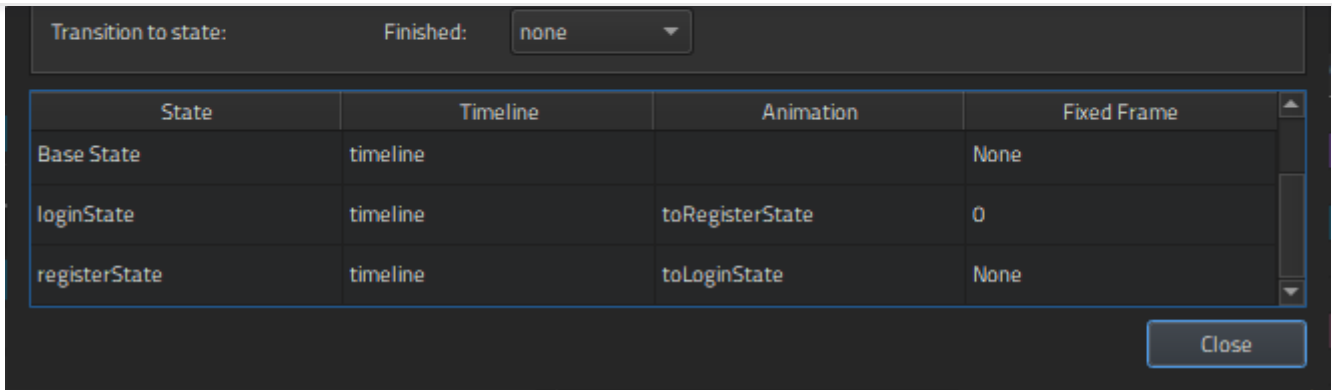 Transition to state: Finished: none
State Timeline Animation Fixed Frame
Base State timeline None
loginState timeline toRegisterState 0
registerState timeline toLoginState None
Close